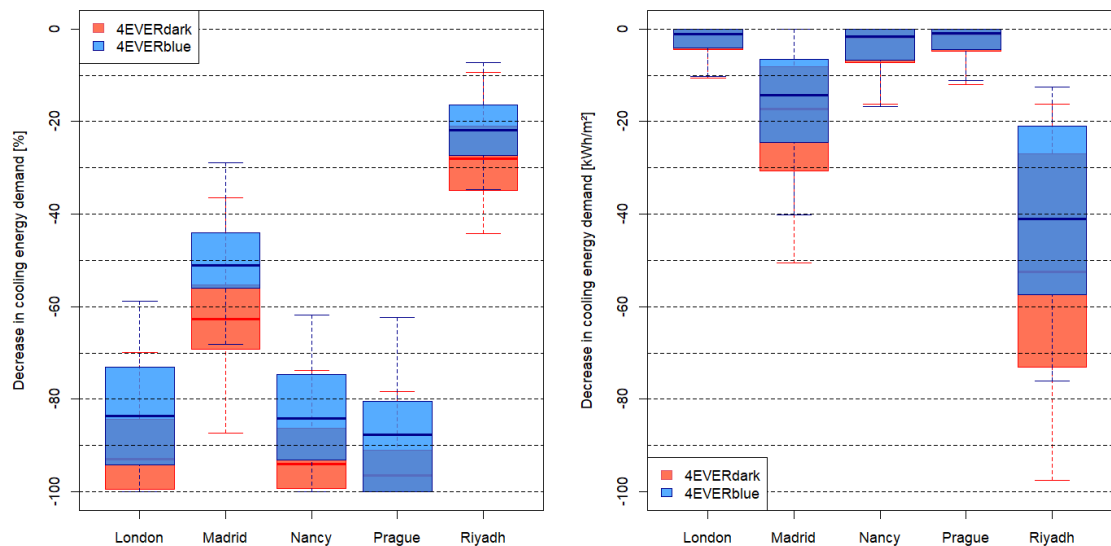 Decrease in cooling energy demand [%]
0
-20
-40
-60
-80
-100
4EVERdark
4EVERblue
London Madrid Nancy Prague Riyadh
Decrease in cooling energy demand [kWh/m²]
0
-20
-40
-60
-80
-100
4EVERdark
4EVERblue
London Madrid Nancy Prague Riyadh